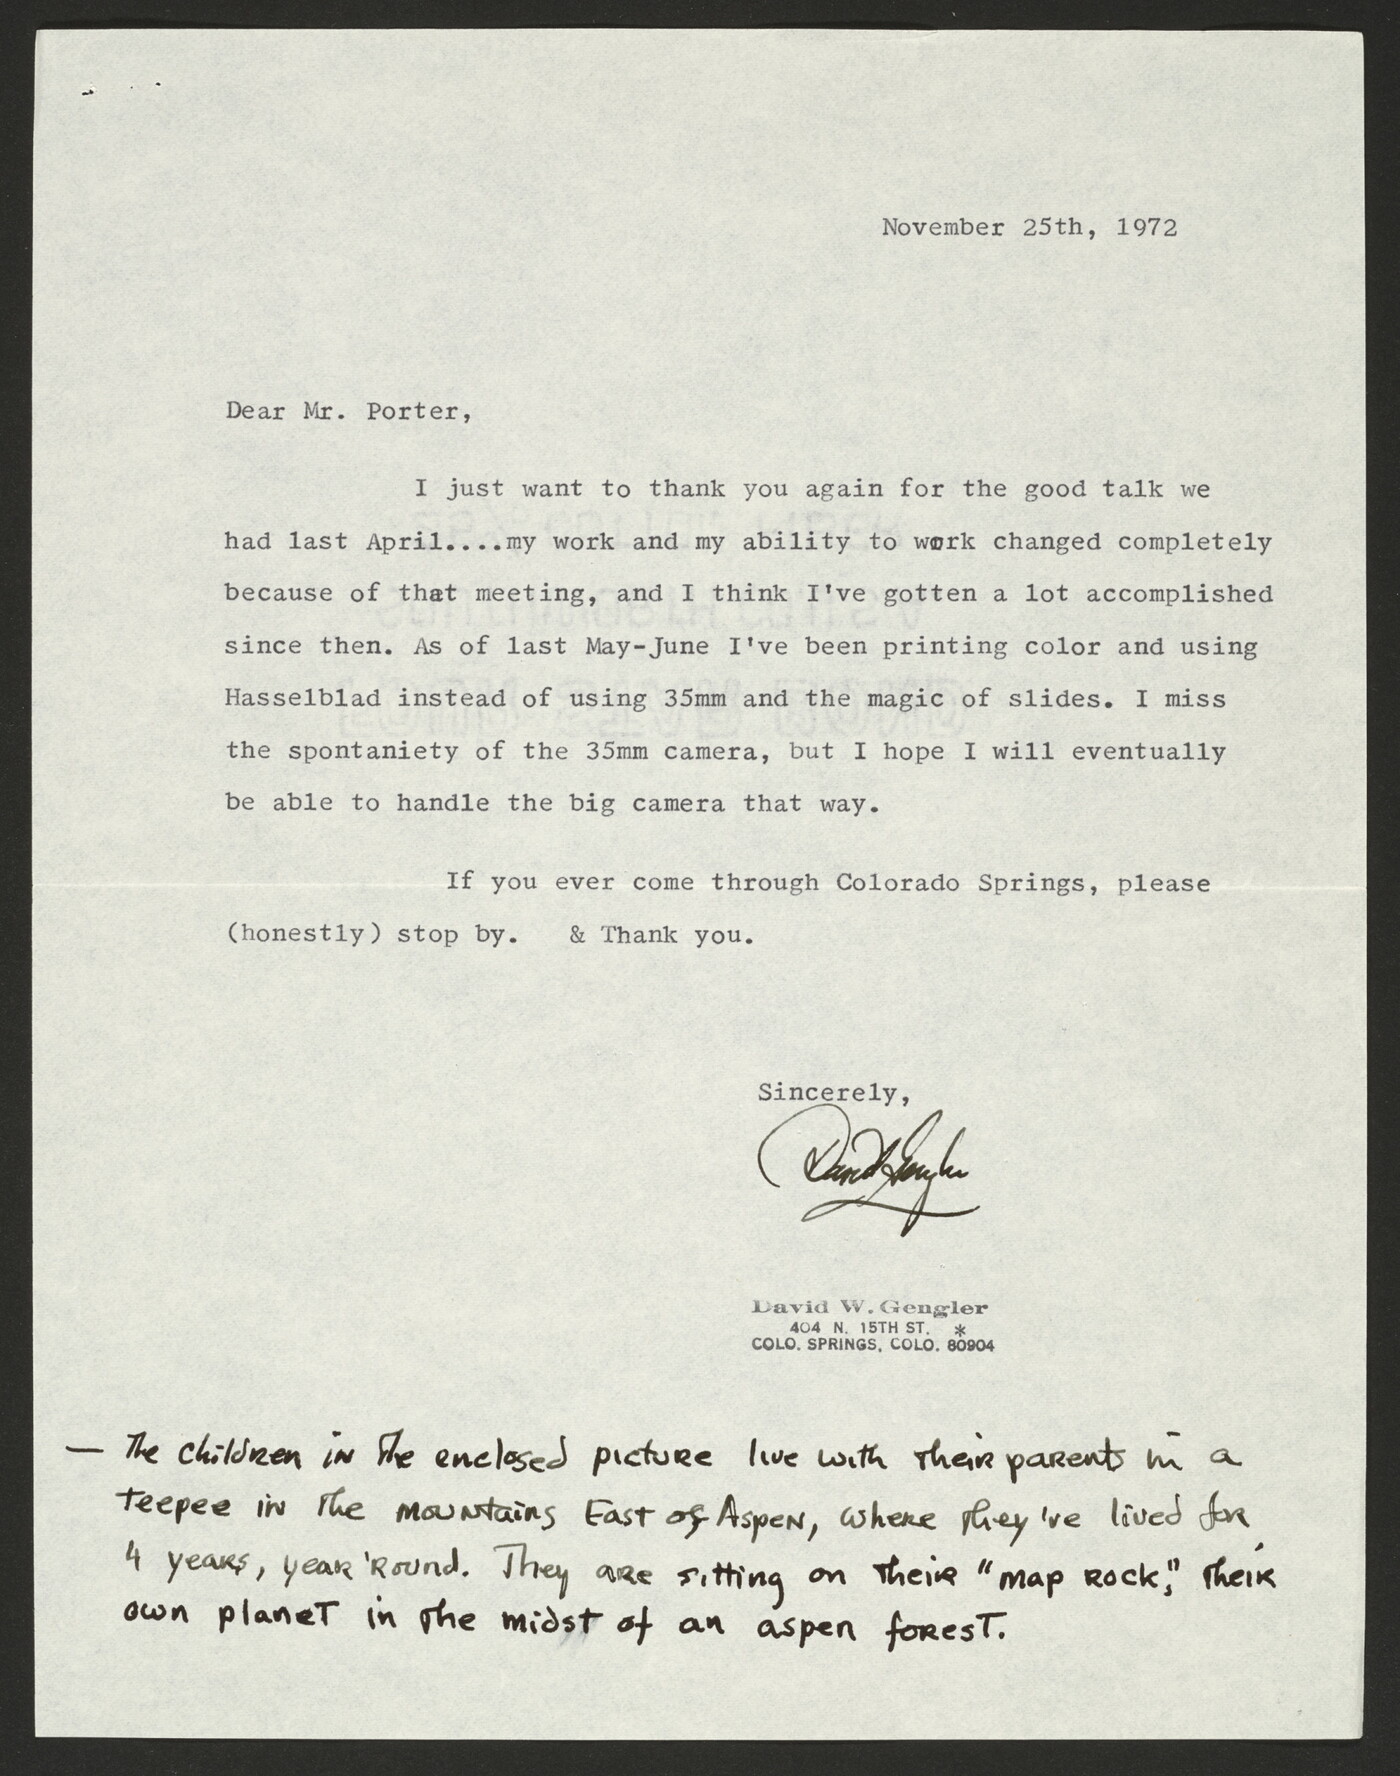 November 25th, 1972
Dear Mr. Porter,
I just want to thank you again for the good talk we
had last April....my work and my ability to work changed completely
because of that meeting, and I think I've gotten a lot accomplished
since then. As of last May-June I've been printing color and using
Hasselblad instead of using 35mm and the magic of slides. I miss
the spontaniety of the 35mm camera, but I hope I will eventually
be able to handle the big camera that way.
If you ever come through Colorado Springs, please
(honestly) stop by. & Thank you.
Sincerely,
David Gengler
David W. Gengler
404 N. 15TH ST. *
COLO. SPRINGS, COLO. 80904
— The children in the enclosed picture live with their parents in a
teepee in the mountains East of Aspen, where they've lived for
4 years, year 'round. They are sitting on their "map rock," their
own planet in the midst of an aspen forest.